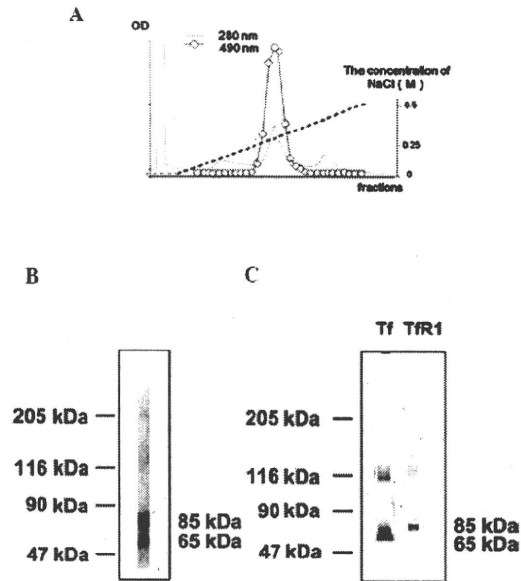 A
OD
280 nm
490 nm
The concentration of
NaCl ( M )
0.5
0.25
0
fractions
B
205 kDa
116 kDa
90 kDa
47 kDa
85 kDa
65 kDa
C
Tf TfR1
205 kDa
116 kDa
90 kDa
47 kDa
85 kDa
65 kDa